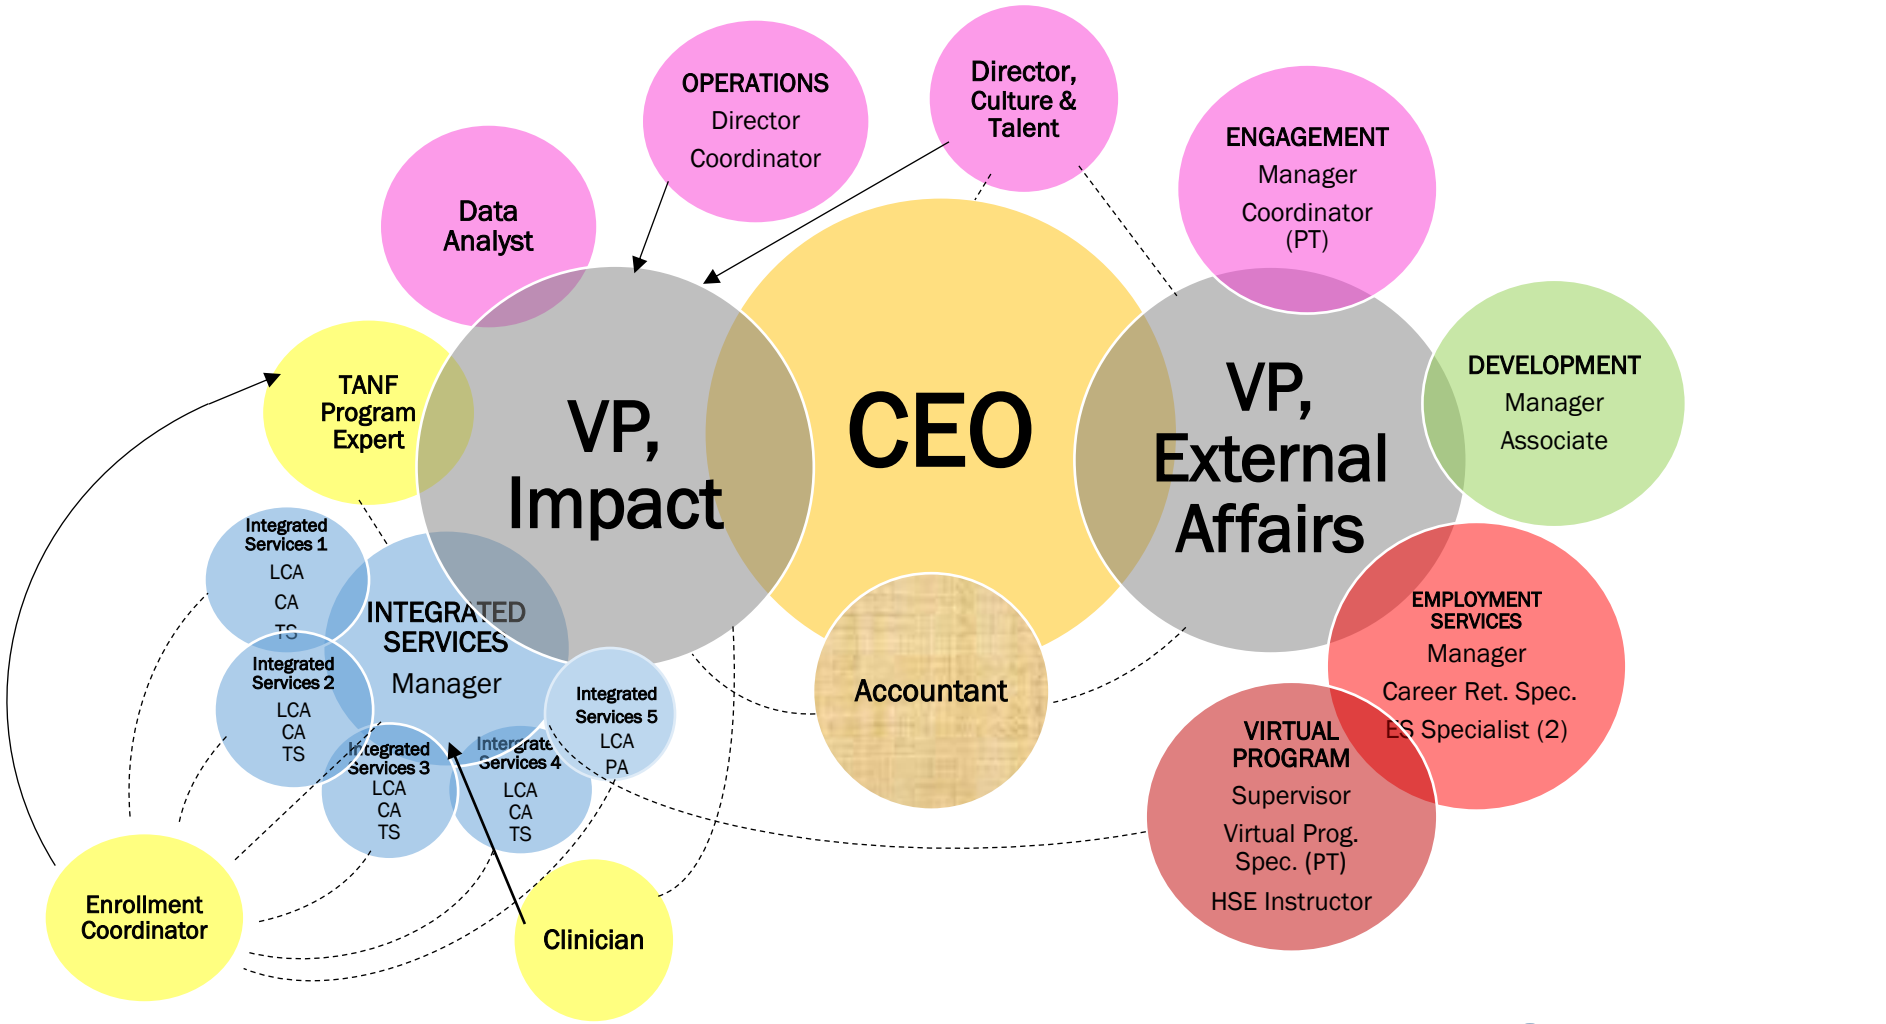 OPERATIONS
Director
Coordinator
Director,
Culture &
Talent
ENGAGEMENT
Manager
Coordinator
(PT)
Data
Analyst
TANF
Program
Expert
VP,
Impact
CEO
VP,
External
Affairs
DEVELOPMENT
Manager
Associate
Integrated
Services 1
LCA
CA
TS
INTEGRATED
SERVICES
Manager
Integrated
Services 2
LCA
CA
TS
Integrated
Services 3
LCA
CA
TS
Intergrate
Services 4
LCA
CA
TS
Integrated
Services 5
LCA
PA
Accountant
EMPLOYMENT
SERVICES
Manager
Career Ret. Spec.
ES Specialist (2)
VIRTUAL
PROGRAM
Supervisor
Virtual Prog.
Spec. (PT)
HSE Instructor
Enrollment
Coordinator
Clinician